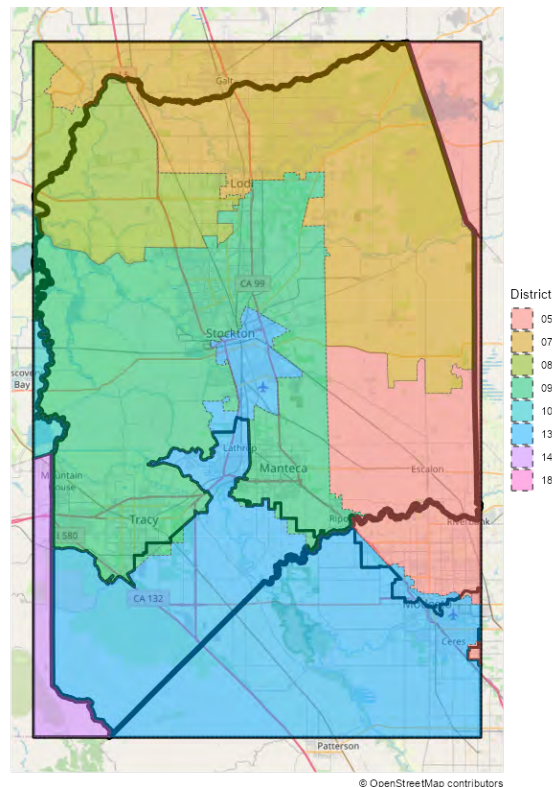 Galt
Lodi
CA 99
Stockton
Bay
Lathrop
Manteca
Escalon
Mountain
House
Tracy
Ripon
Riverbank
I 580
CA 132
Modesto
Ceres
Patterson
District
05
07
08
09
10
13
14
18
© OpenStreetMap contributors